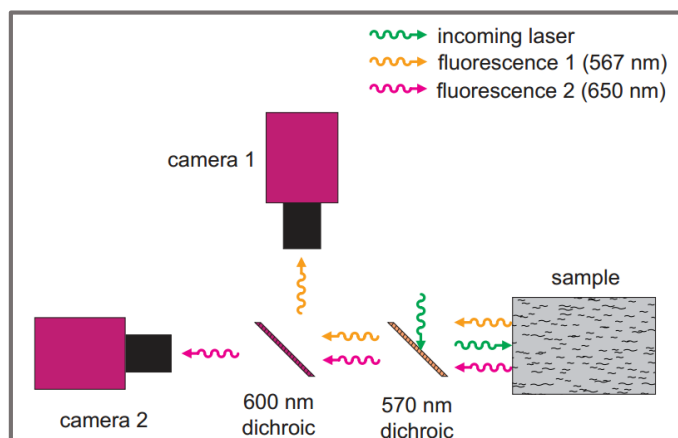 incoming laser
fluorescence 1 (567 nm)
fluorescence 2 (650 nm)
camera 1
sample
camera 2
600 nm
dichroic
570 nm
dichroic